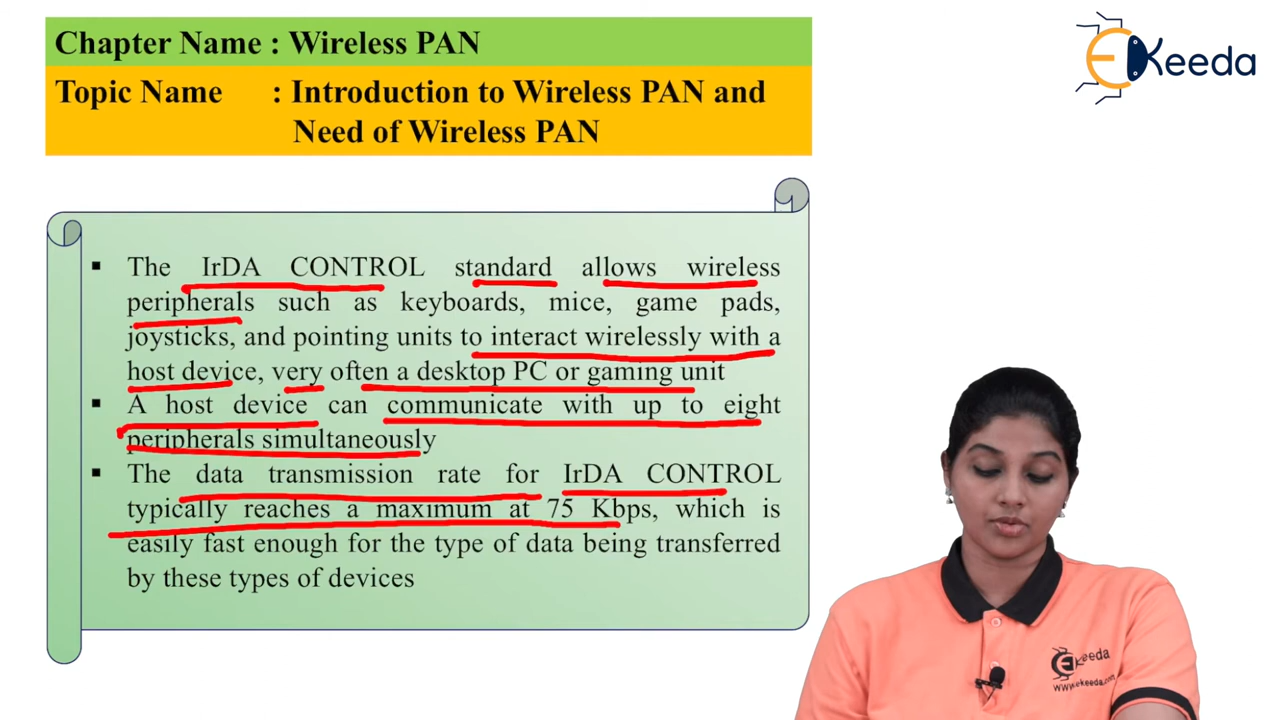 Chapter Name : Wireless PAN
Keeda
Topic Name : Introduction to Wireless PAN and
Need of Wireless PAN
▪ The IrDA CONTROL standard allows wireless
peripherals such as keyboards, mice, game pads,
joysticks, and pointing units to interact wirelessly with a
host device, very often a desktop PC or gaming unit
▪ A host device can communicate with up to eight
peripherals simultaneously
▪ The data transmission rate for IrDA CONTROL
typically reaches a maximum at 75 Kbps, which is
easily fast enough for the type of data being transferred
by these types of devices
Keeda
www.ekeeda.com